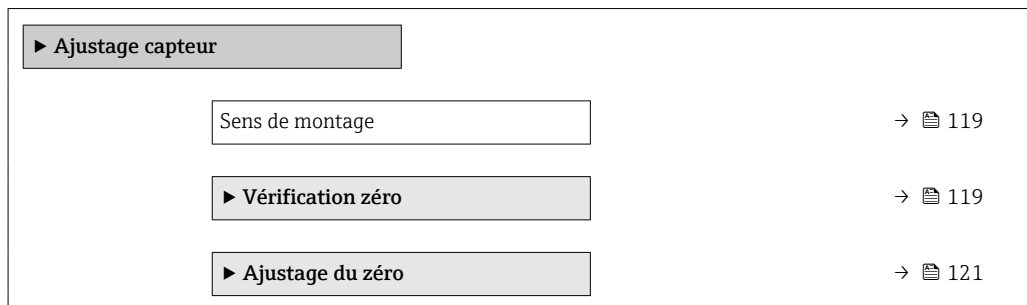 ▶ Ajustage capteur
Sens de montage → 119
▶ Vérification zéro → 119
▶ Ajustage du zéro → 121